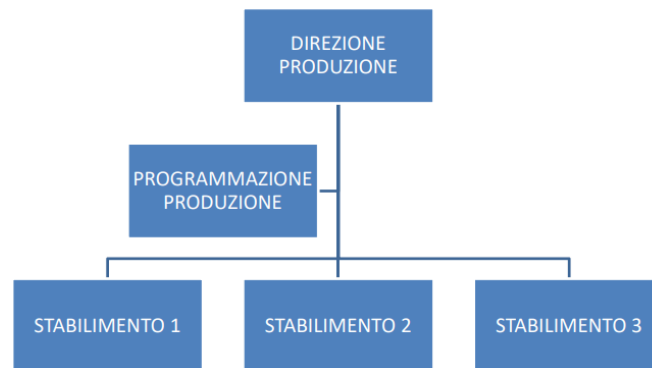 DIREZIONE
PRODUZIONE
PROGRAMMAZIONE
PRODUZIONE
STABILIMENTO 1
STABILIMENTO 2
STABILIMENTO 3